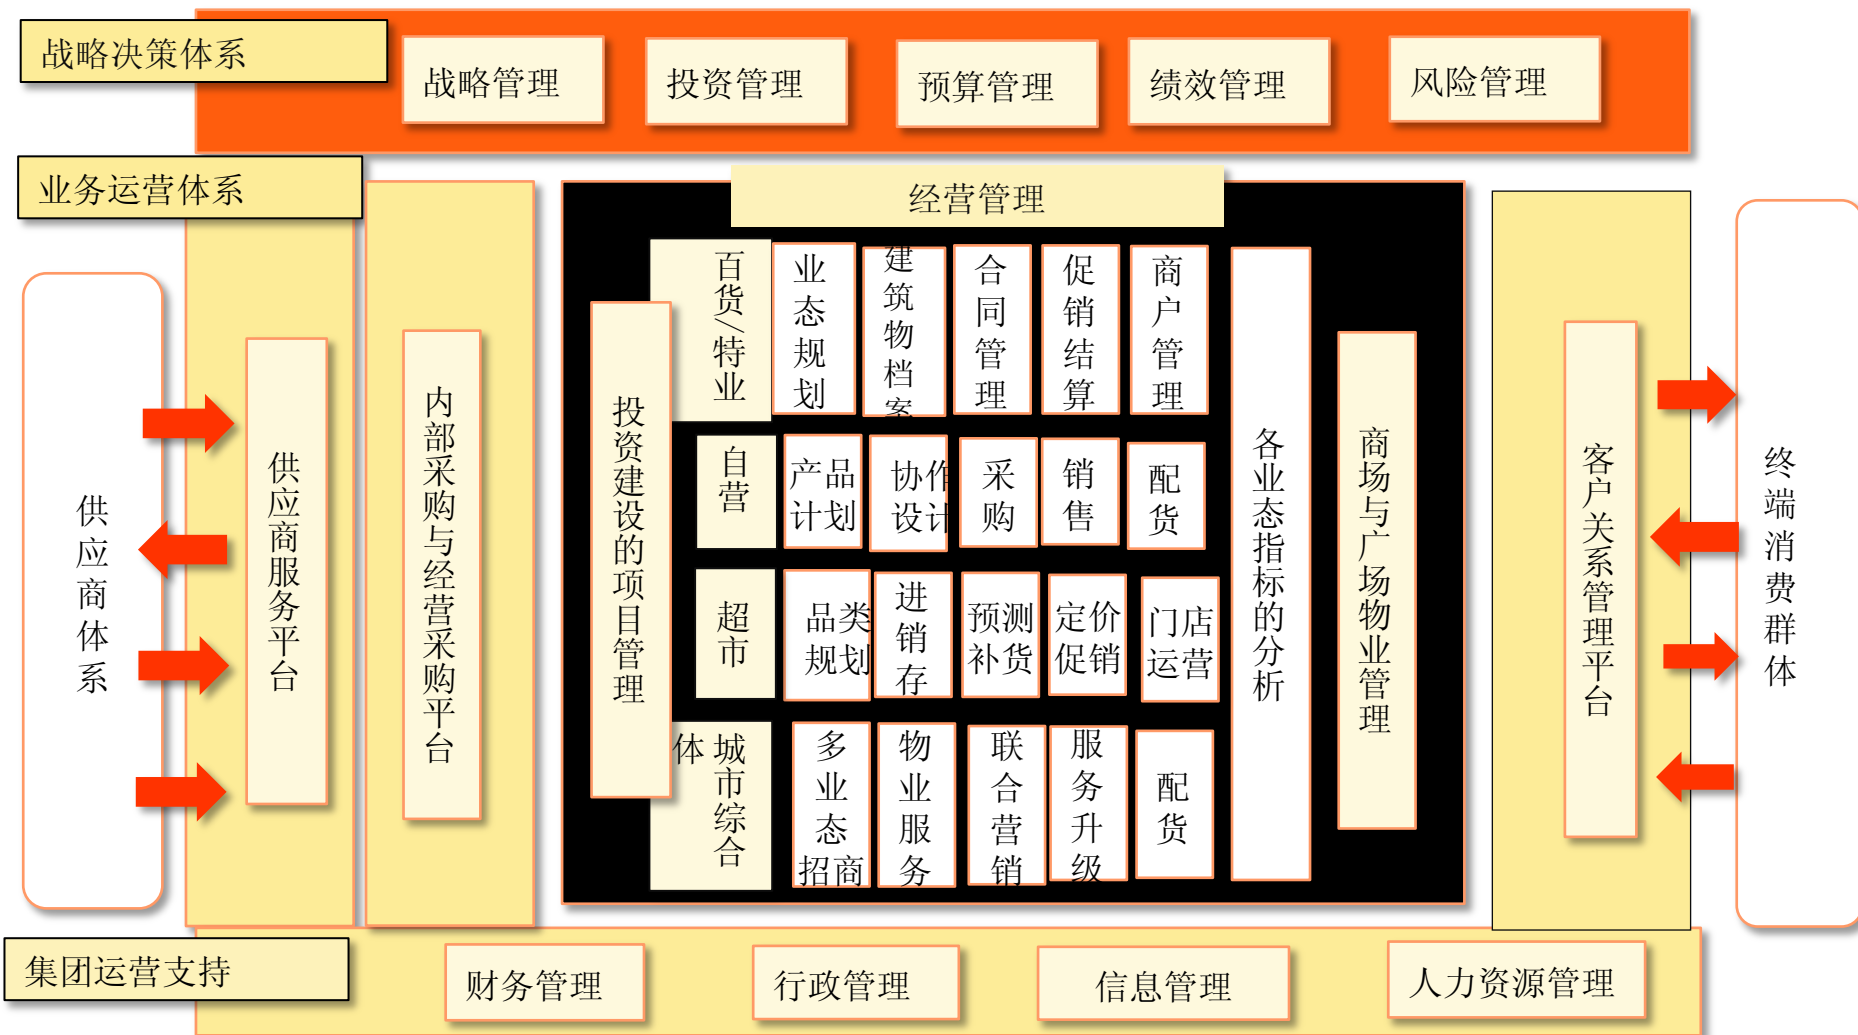 战略决策体系
战略管理
投资管理
预算管理
绩效管理
风险管理
业务运营体系
经营管理
供应商体系
供应商服务平台
内部采购与经营采购平台
投资建设的项目管理
百货/特业
业态规划
建筑物档案
合同管理
促销结算
商户管理
自营
产品
计划
协作
设计
采购
销售
配货
超市
品类
规划
进销存
预测
补货
定价
促销
门店
运营
城市综合
体
多业态
招商
物业服务
联合营销
服务升级
配货
各业态指标的分析
商场与广场物业管理
客户关系管理平台
终端消费群体
集团运营支持
财务管理
行政管理
信息管理
人力资源管理